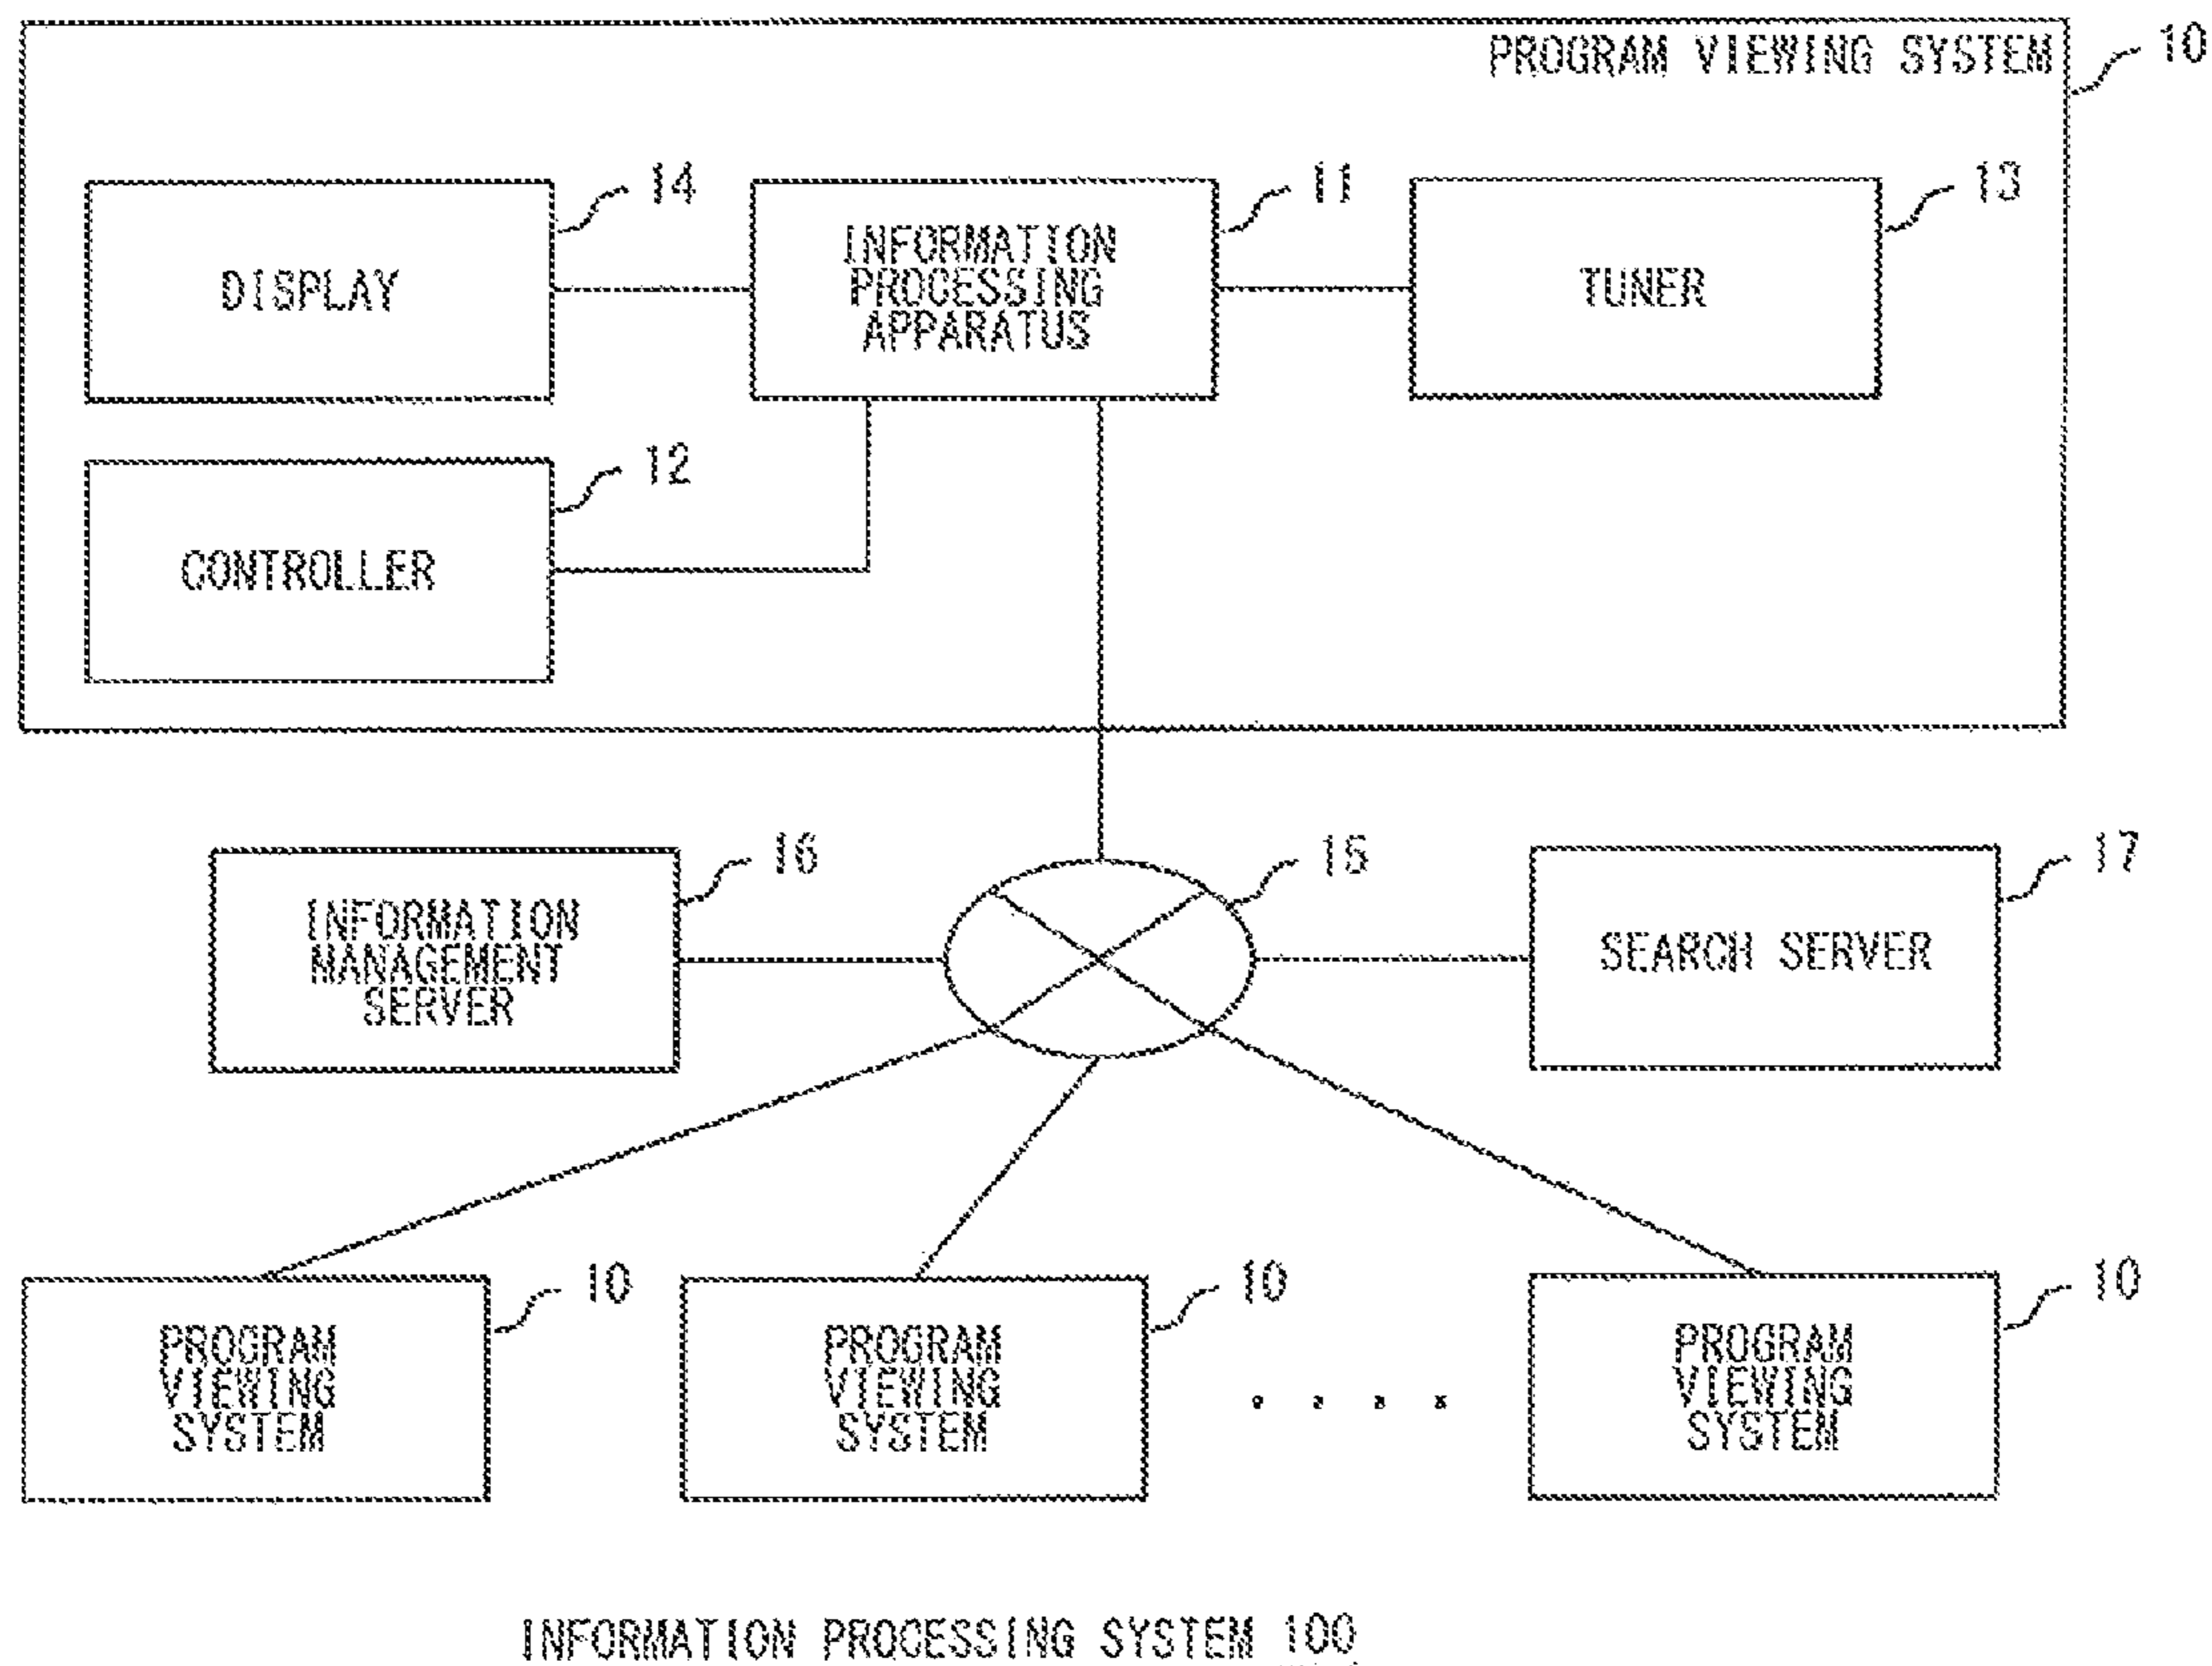 PROGRAM VIEWING SYSTEM
10
14
11
13
DISPLAY
INFORMATION
PROCESSING
APPARATUS
TUNER
12
CONTROLLER
16
15
17
INFORMATION
MANAGEMENT
SERVER
SEARCH SERVER
10
10
10
PROGRAM
VIEWING
SYSTEM
PROGRAM
VIEWING
SYSTEM
PROGRAM
VIEWING
SYSTEM
INFORMATION PROCESSING SYSTEM 100